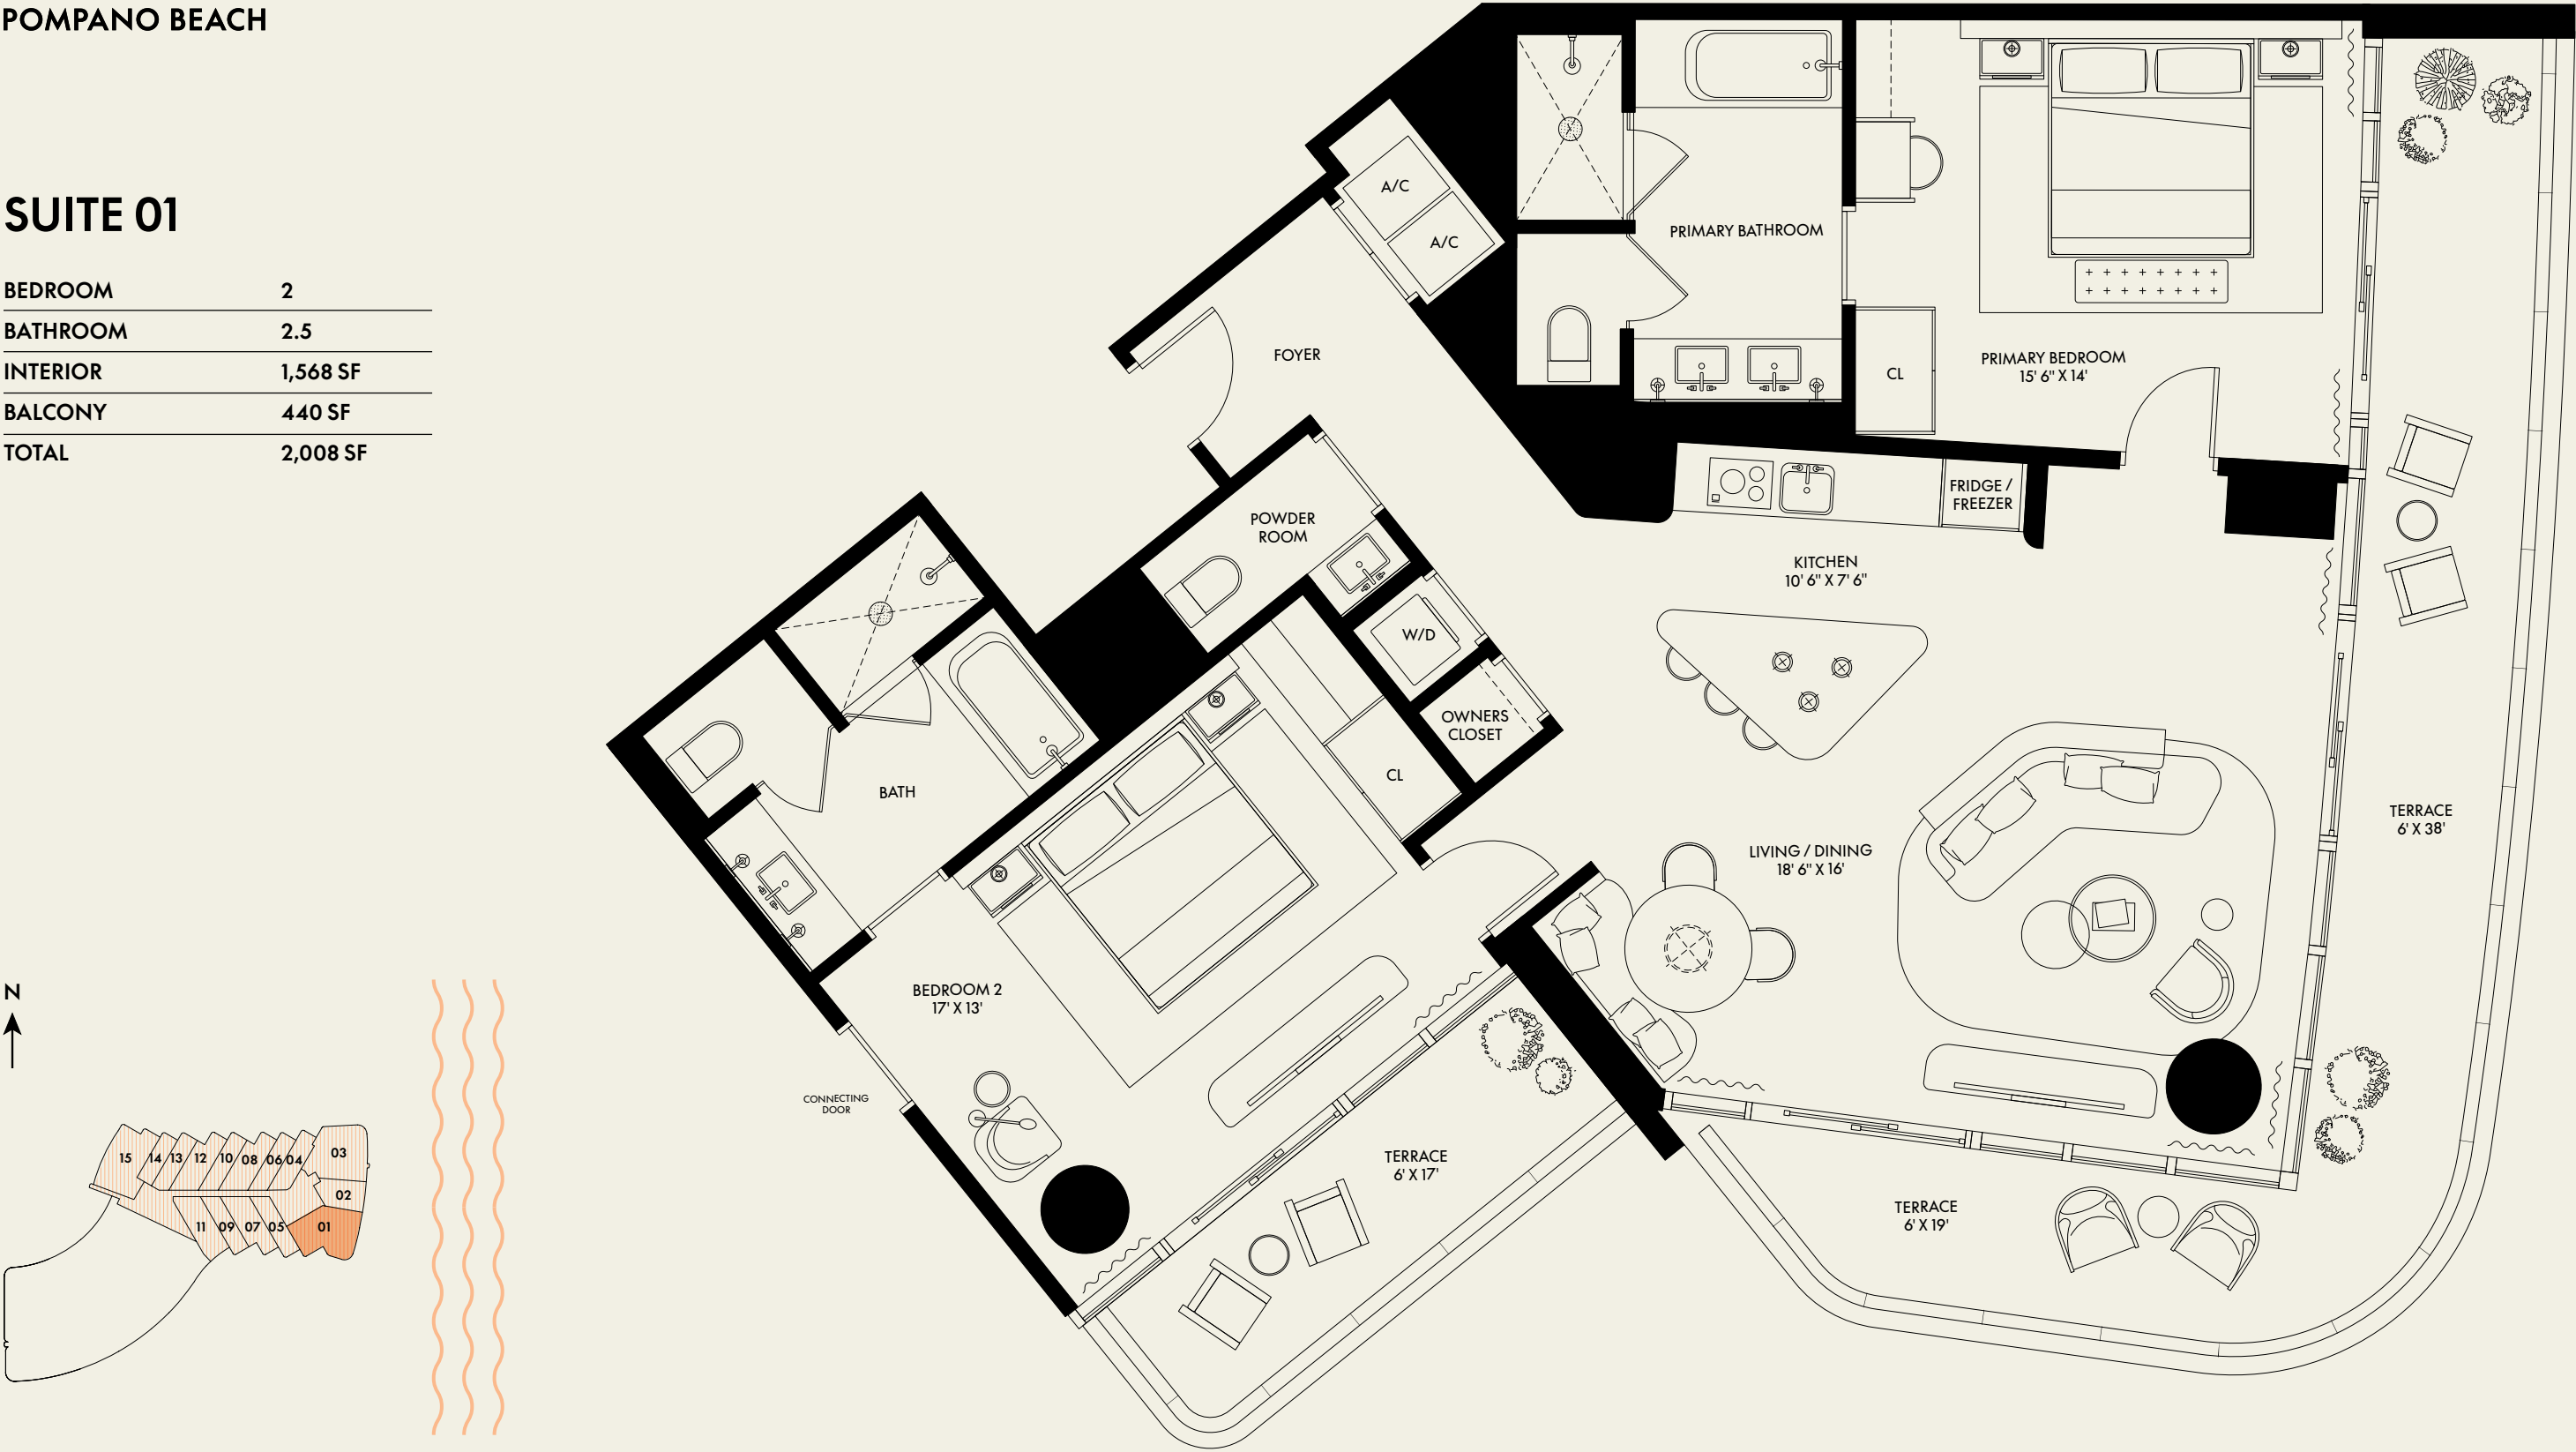 POMPANO BEACH
SUITE 01
BEDROOM 2
BATHROOM 2.5
INTERIOR 1,568 SF
BALCONY 440 SF
TOTAL 2,008 SF
A/C
A/C
PRIMARY BATHROOM
FOYER
CL
PRIMARY BEDROOM
15' 6" X 14'
FRIDGE /
FREEZER
POWDER
ROOM
KITCHEN
10' 6" X 7' 6"
W/D
OWNERS
CLOSET
CL
BATH
TERRACE
6' X 38'
LIVING / DINING
18' 6" X 16'
BEDROOM 2
17' X 13'
CONNECTING
DOOR
TERRACE
6' X 17'
TERRACE
6' X 19'
N
15 14 13 12 10 08 06 04 03
02
11 09 07 05 01